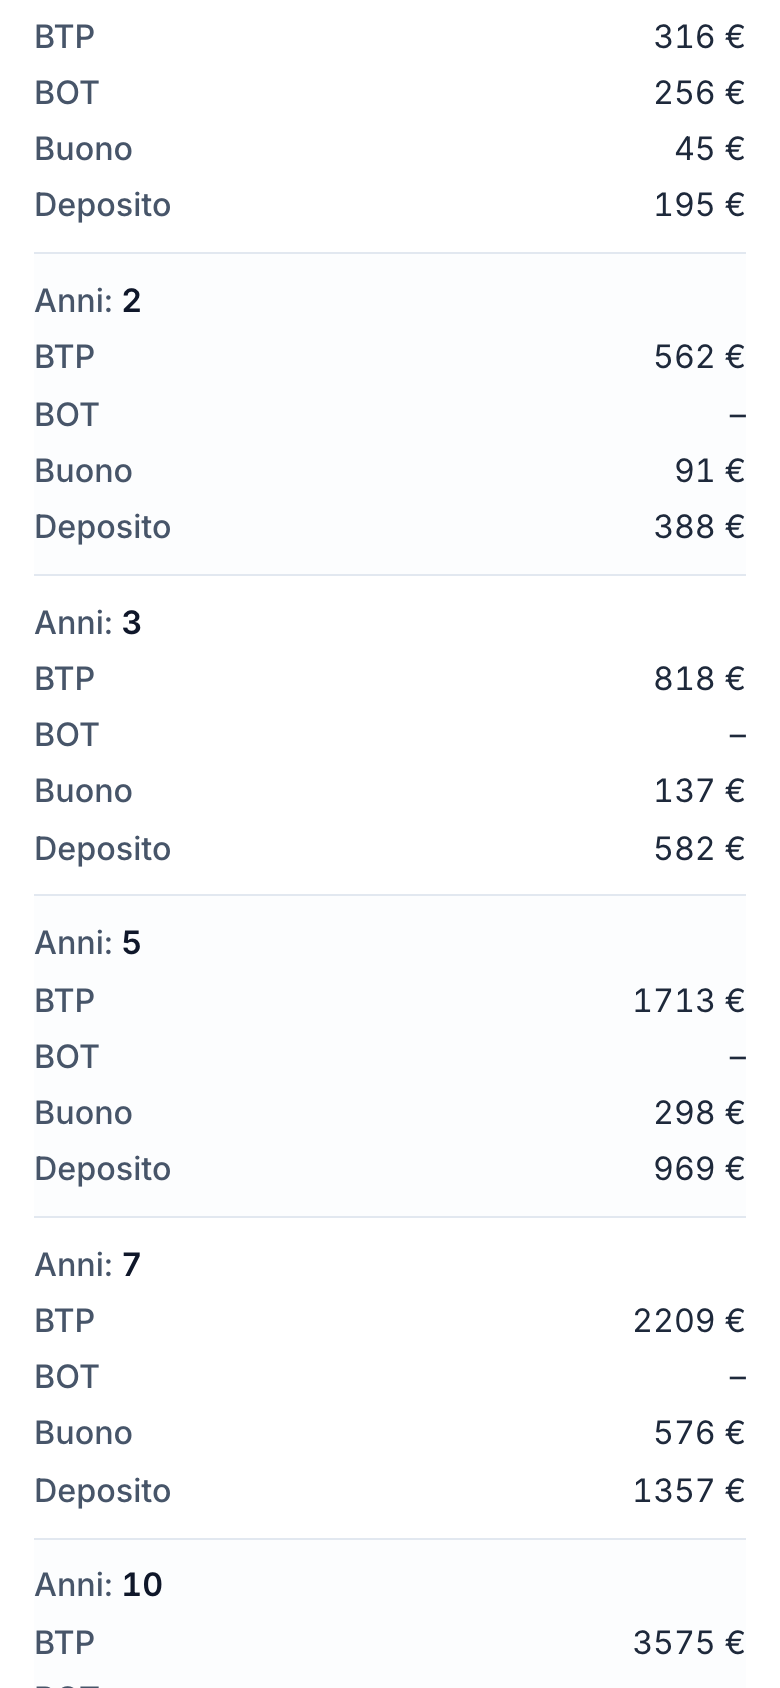 BTP 316 €
BOT 256 €
Buono 45 €
Deposito 195 €
Anni: 2
BTP 562 €
BOT –
Buono 91 €
Deposito 388 €
Anni: 3
BTP 818 €
BOT –
Buono 137 €
Deposito 582 €
Anni: 5
BTP 1713 €
BOT –
Buono 298 €
Deposito 969 €
Anni: 7
BTP 2209 €
BOT –
Buono 576 €
Deposito 1357 €
Anni: 10
BTP 3575 €